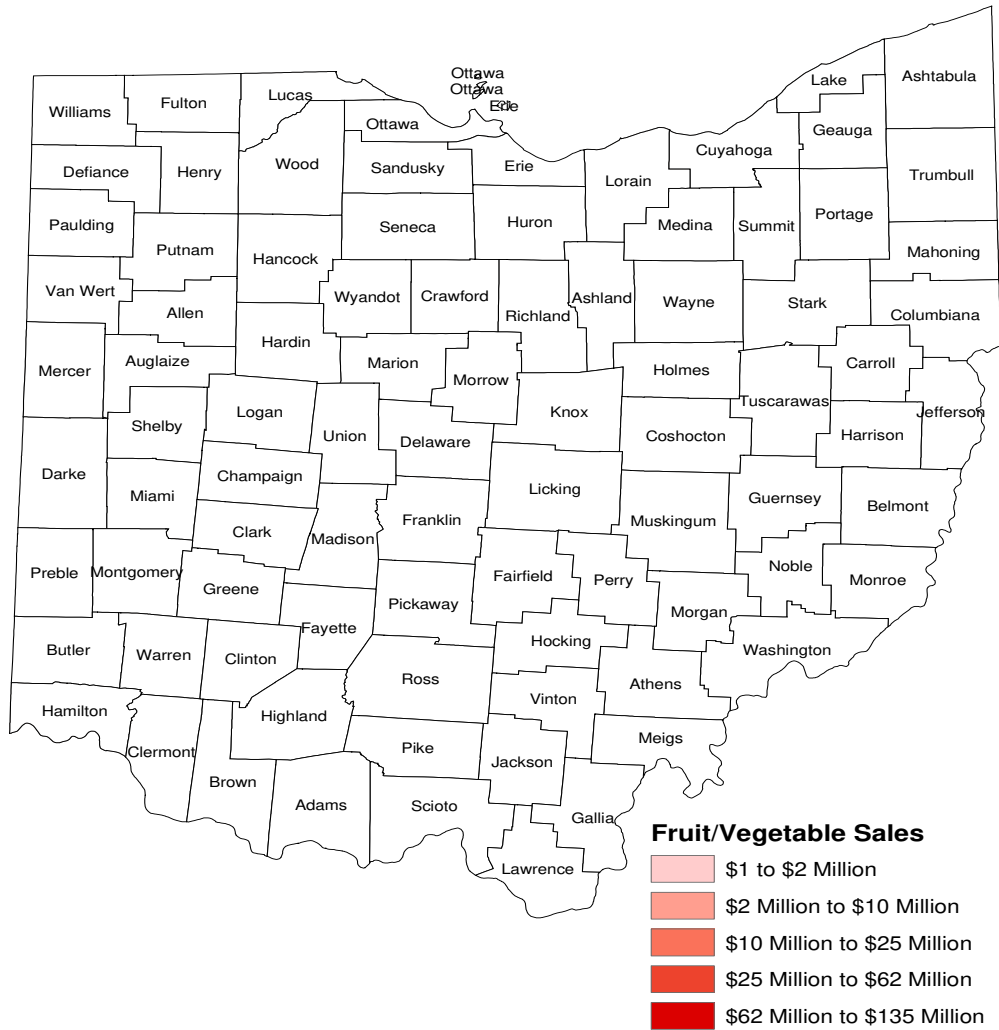 Ottawa
Ottawa
Erie
Lake
Ashtabula
Williams
Fulton
Lucas
Ottawa
Geauga
Cuyahoga
Defiance
Henry
Wood
Sandusky
Erie
Lorain
Trumbull
Paulding
Putnam
Seneca
Huron
Medina
Summit
Portage
Mahoning
Hancock
Van Wert
Allen
Wyandot
Crawford
Richland
Ashland
Wayne
Stark
Columbiana
Mercer
Auglaize
Hardin
Marion
Morrow
Holmes
Carroll
Tuscarawas
Jefferson
Shelby
Logan
Union
Delaware
Knox
Coshocton
Harrison
Darke
Miami
Champaign
Licking
Guernsey
Belmont
Clark
Madison
Franklin
Muskingum
Preble
Montgomery
Greene
Fairfield
Perry
Noble
Monroe
Pickaway
Morgan
Fayette
Hocking
Washington
Butler
Warren
Clinton
Ross
Vinton
Athens
Hamilton
Highland
Clermont
Pike
Jackson
Meigs
Brown
Adams
Scioto
Gallia
Lawrence
Fruit/Vegetable Sales
$1 to $2 Million
$2 Million to $10 Million
$10 Million to $25 Million
$25 Million to $62 Million
$62 Million to $135 Million